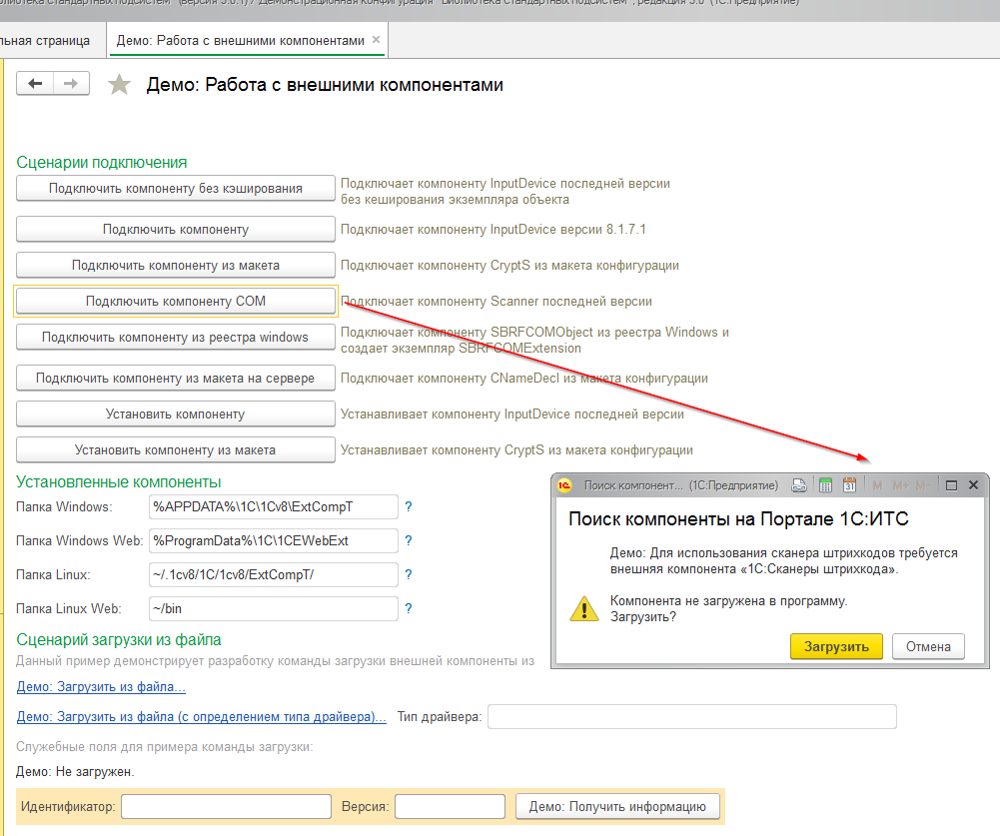 блиотека стандартных подсистем" (версия 3.0.1) / Демонстрационная конфигурация "Библиотека стандартных подсистем", редакция 3.0 (1С:Предприятие)
льная страница
Демо: Работа с внешними компонентами ×
Демо: Работа с внешними компонентами
Сценарии подключения
Подключить компоненту без кэширования
Подключает компоненту InputDevice последней версии
без кеширования экземпляра объекта
Подключить компоненту
Подключает компоненту InputDevice версии 8.1.7.1
Подключить компоненту из макета
Подключает компоненту CryptS из макета конфигурации
Подключить компоненту COM
Подключает компоненту Scanner последней версии
Подключить компоненту из реестра windows
Подключает компоненту SBRFCOMObject из реестра Windows и
создает экземпляр SBRFCOMExtension
Подключить компоненту из макета на сервере
Подключает компоненту CNameDecl из макета конфигурации
Установить компоненту
Устанавливает компоненту InputDevice последней версии
Установить компоненту из макета
Устанавливает компоненту CryptS из макета конфигурации
Установленные компоненты
Папка Windows: %APPDATA%\1C\1Cv8\ExtCompT ?
Папка Windows Web: %ProgramData%\1C\1CEWebExt ?
Папка Linux: ~/.1cv8/1C/1cv8/ExtCompT/ ?
Папка Linux Web: ~/bin ?
Сценарий загрузки из файла
Данный пример демонстрирует разработку команды загрузки внешней компоненты из
Демо: Загрузить из файла...
Демо: Загрузить из файла (с определением типа драйвера)... Тип драйвера:
Служебные поля для примера команды загрузки:
Демо: Не загружен.
Идентификатор: Версия: Демо: Получить информацию
1С Поиск компонент... (1С:Предприятие) 31 M M+ M-
Поиск компоненты на Портале 1С:ИТС
Демо: Для использования сканера штрихкодов требуется
внешняя компонента «1С:Сканеры штрихкода».
Компонента не загружена в программу.
Загрузить?
Загрузить Отмена